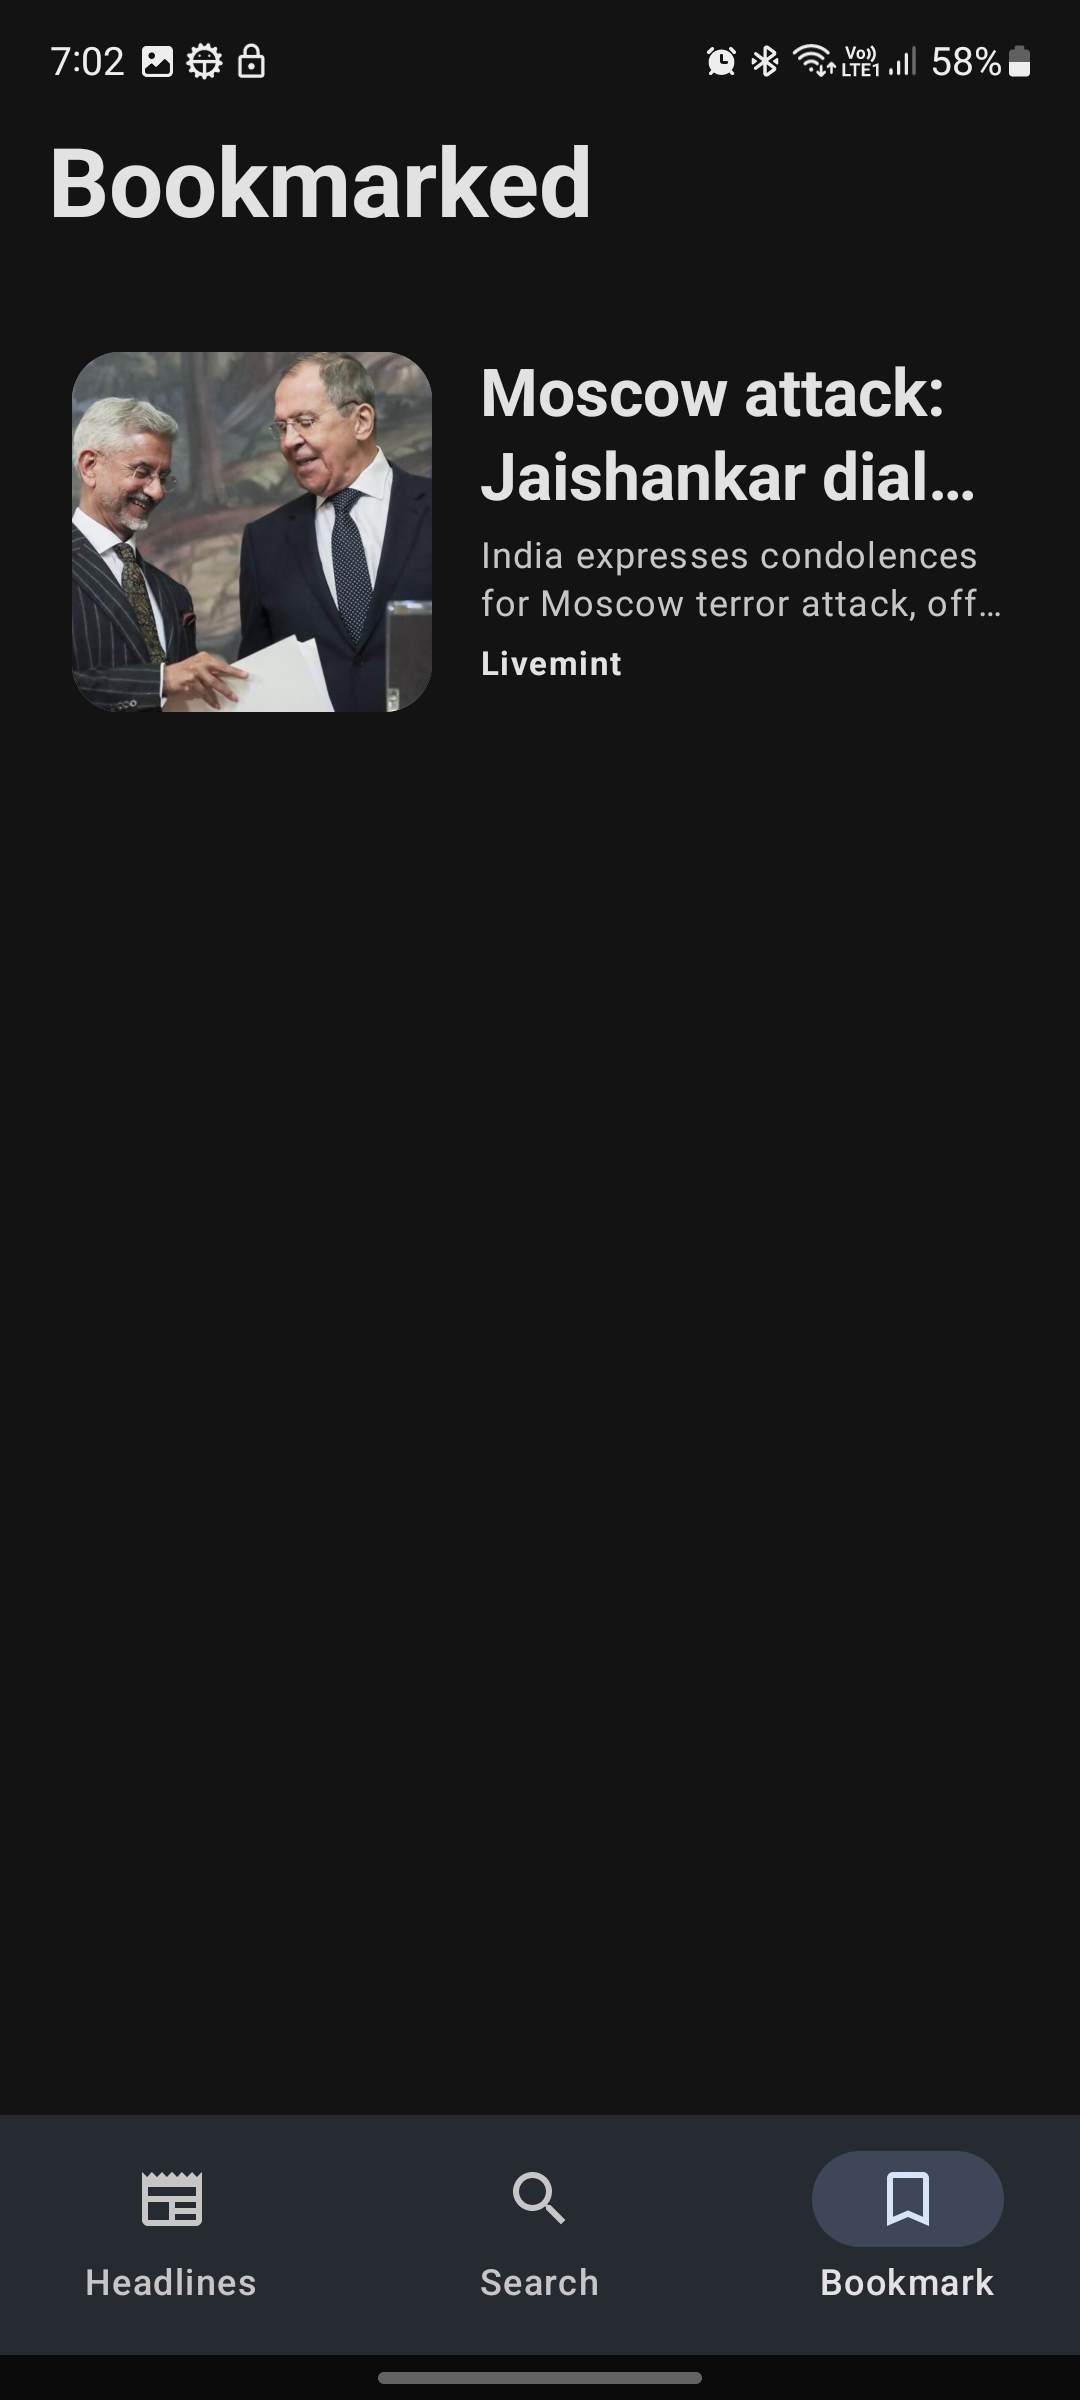 7:02
Vo)) LTE1 58%
Bookmarked
Moscow attack:
Jaishankar dial...
India expresses condolences
for Moscow terror attack, off...
Livemint
Headlines Search Bookmark